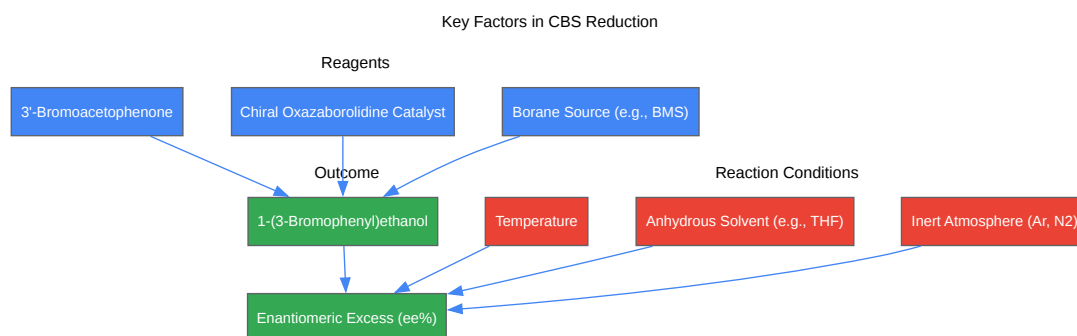 Key Factors in CBS Reduction
Reagents
3'-Bromoacetophenone
Chiral Oxazaborolidine Catalyst
Borane Source (e.g., BMS)
Outcome
Reaction Conditions
1-(3-Bromophenyl)ethanol
Temperature
Anhydrous Solvent (e.g., THF)
Inert Atmosphere (Ar, N2)
Enantiomeric Excess (ee%)